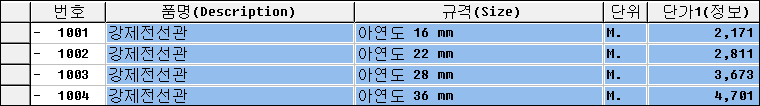 번호 품명(Description) 규격(Size) 단위 단가1(정보)
- 1001 강제전선관 아연도 16 mm M. 2,171
- 1002 강제전선관 아연도 22 mm M. 2,811
- 1003 강제전선관 아연도 28 mm M. 3,673
- 1004 강제전선관 아연도 36 mm M. 4,701